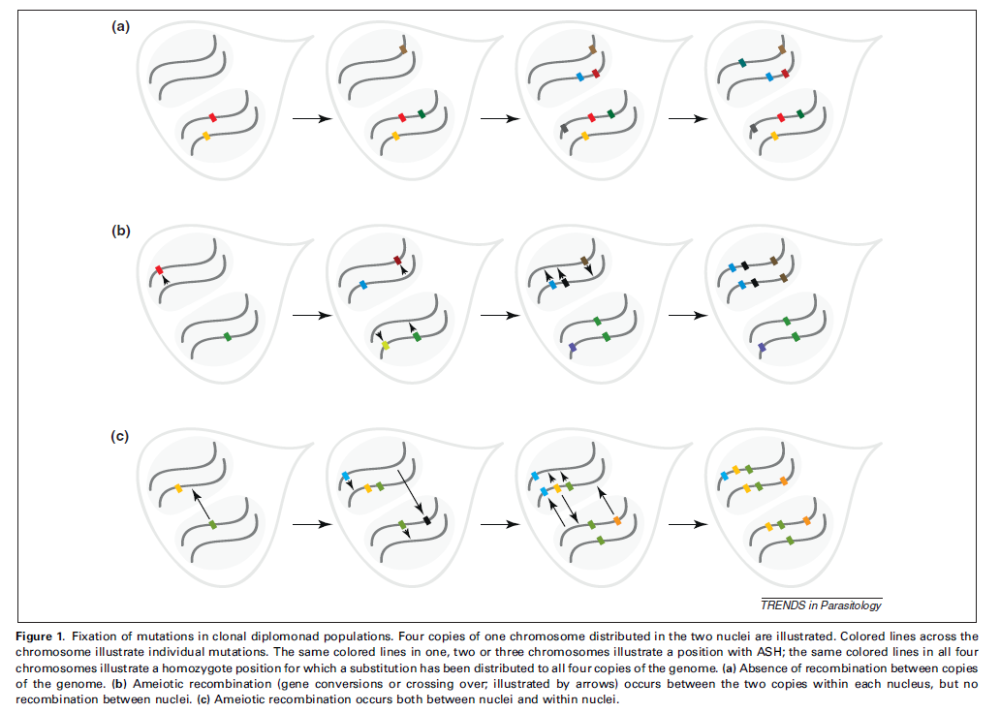 (a)
(b)
(c)
TRENDS in Parasitology
Figure 1. Fixation of mutations in clonal diplomonad populations. Four copies of one chromosome distributed in the two nuclei are illustrated. Colored lines across the
chromosome illustrate individual mutations. The same colored lines in one, two or three chromosomes illustrate a position with ASH; the same colored lines in all four
chromosomes illustrate a homozygote position for which a substitution has been distributed to all four copies of the genome. (a) Absence of recombination between copies
of the genome. (b) Ameiotic recombination (gene conversions or crossing over; illustrated by arrows) occurs between the two copies within each nucleus, but no
recombination between nuclei. (c) Ameiotic recombination occurs both between nuclei and within nuclei.